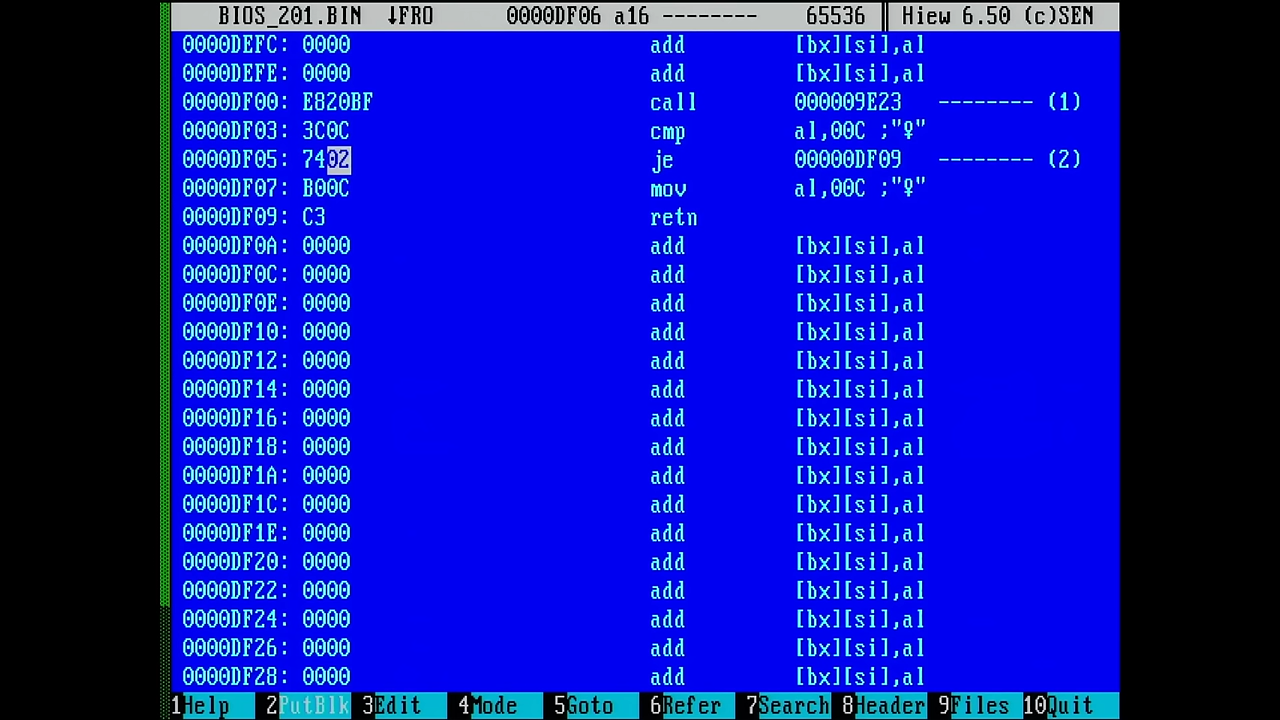 BIOS_201.BIN ↓FRO 0000DF06 a16 -------- 65536 ║ Hiew 6.50 (c)SEN
0000DEFC: 0000 add [bx][si],al
0000DEFE: 0000 add [bx][si],al
0000DF00: E820BF call 000009E23 -------- (1)
0000DF03: 3C0C cmp al,00C ;"♀"
0000DF05: 7402 je 00000DF09 -------- (2)
0000DF07: B00C mov al,00C ;"♀"
0000DF09: C3 retn
0000DF0A: 0000 add [bx][si],al
0000DF0C: 0000 add [bx][si],al
0000DF0E: 0000 add [bx][si],al
0000DF10: 0000 add [bx][si],al
0000DF12: 0000 add [bx][si],al
0000DF14: 0000 add [bx][si],al
0000DF16: 0000 add [bx][si],al
0000DF18: 0000 add [bx][si],al
0000DF1A: 0000 add [bx][si],al
0000DF1C: 0000 add [bx][si],al
0000DF1E: 0000 add [bx][si],al
0000DF20: 0000 add [bx][si],al
0000DF22: 0000 add [bx][si],al
0000DF24: 0000 add [bx][si],al
0000DF26: 0000 add [bx][si],al
0000DF28: 0000 add [bx][si],al
1Help 2PutBlk 3Edit 4Mode 5Goto 6Refer 7Search 8Header 9Files 10Quit